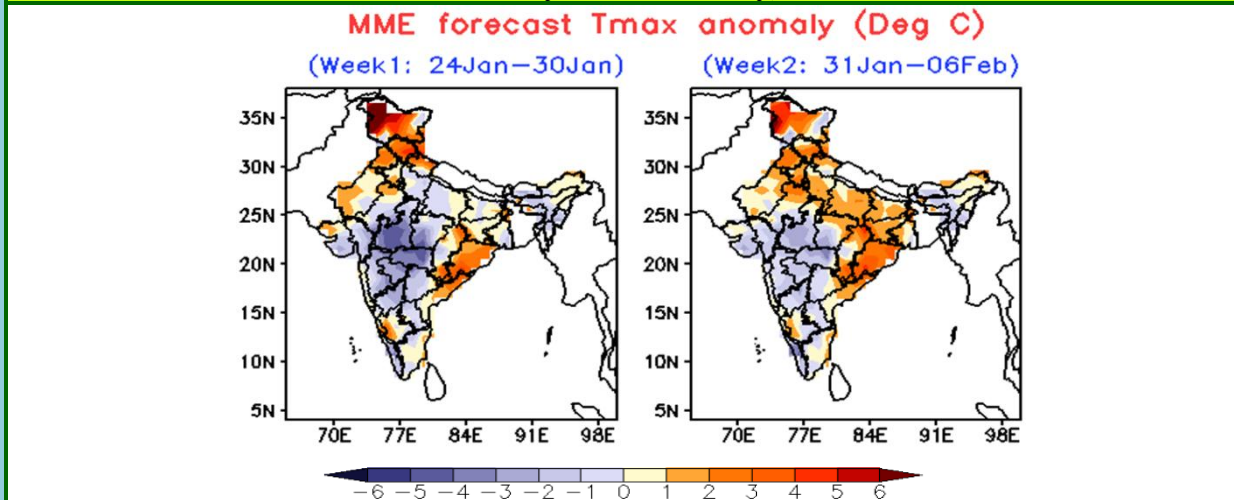 MME forecast Tmax anomaly (Deg C)
(Week1: 24Jan–30Jan) (Week2: 31Jan–06Feb)
35N 35N
30N 30N
25N 25N
20N 20N
15N 15N
10N 10N
5N 5N
70E 77E 84E 91E 98E 70E 77E 84E 91E 98E
-6 -5 -4 -3 -2 -1 0 1 2 3 4 5 6